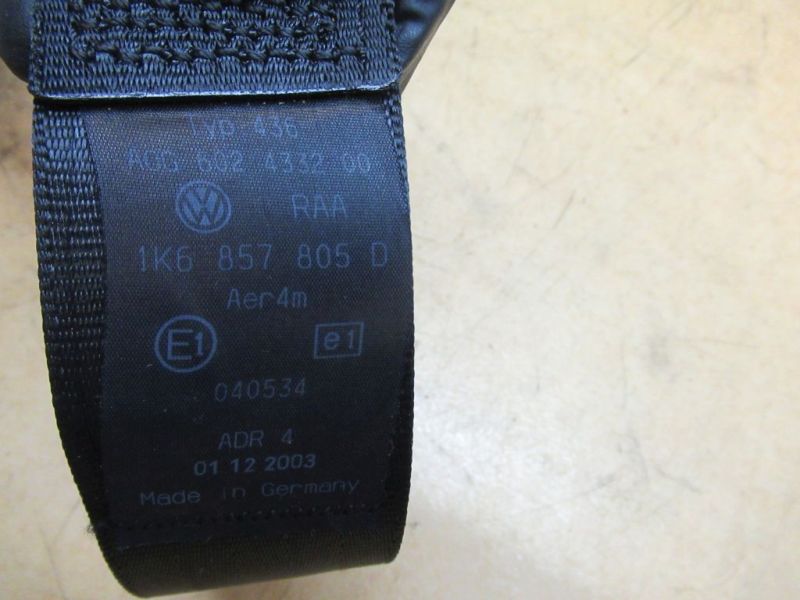 Typ 436
AOG 602 4332 00
VW RAA
1K6 857 805 D
Aer4m
E1 e1
040534
ADR 4
01 12 2003
Made in Germany